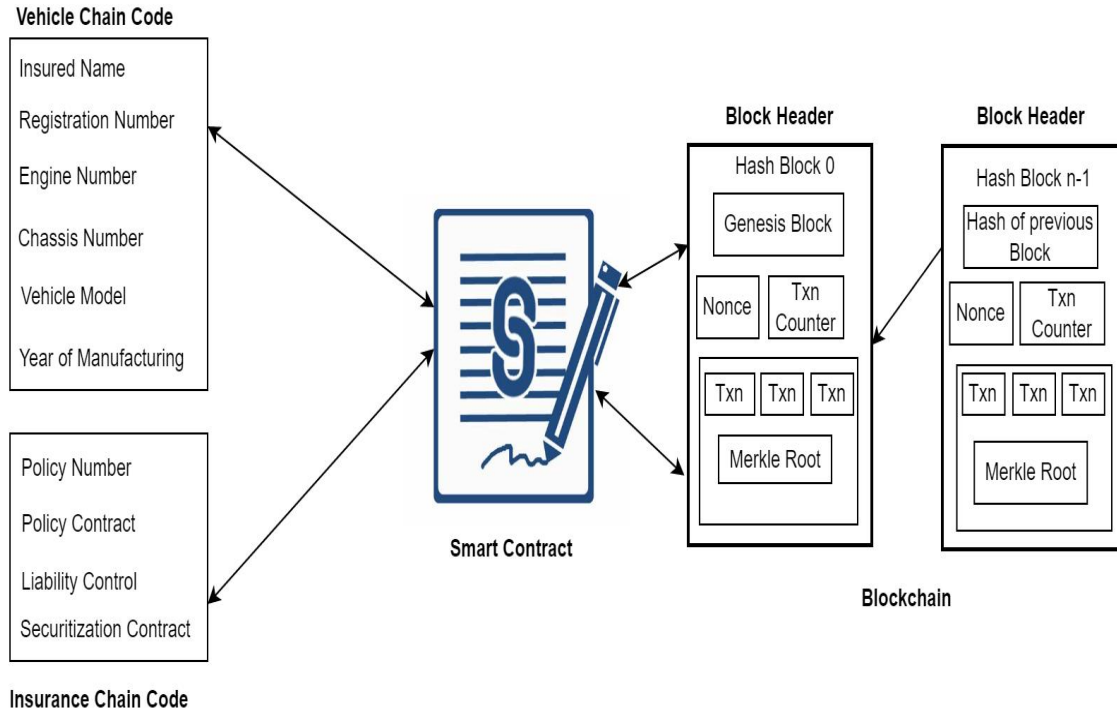 Vehicle Chain Code
Insured Name
Registration Number
Engine Number
Chassis Number
Vehicle Model
Year of Manufacturing
Policy Number
Policy Contract
Liability Control
Securitization Contract
Insurance Chain Code
S
Smart Contract
Block Header
Hash Block 0
Genesis Block
Nonce
Txn
Counter
Txn
Txn
Txn
Merkle Root
Block Header
Hash Block n-1
Hash of previous
Block
Nonce
Txn
Counter
Txn
Txn
Txn
Merkle Root
Blockchain